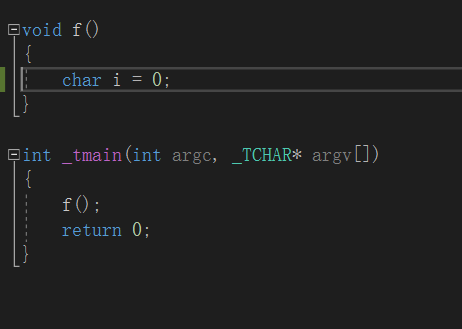 void f()
{
char i = 0;
}
int _tmain(int argc, _TCHAR* argv[])
{
f();
return 0;
}